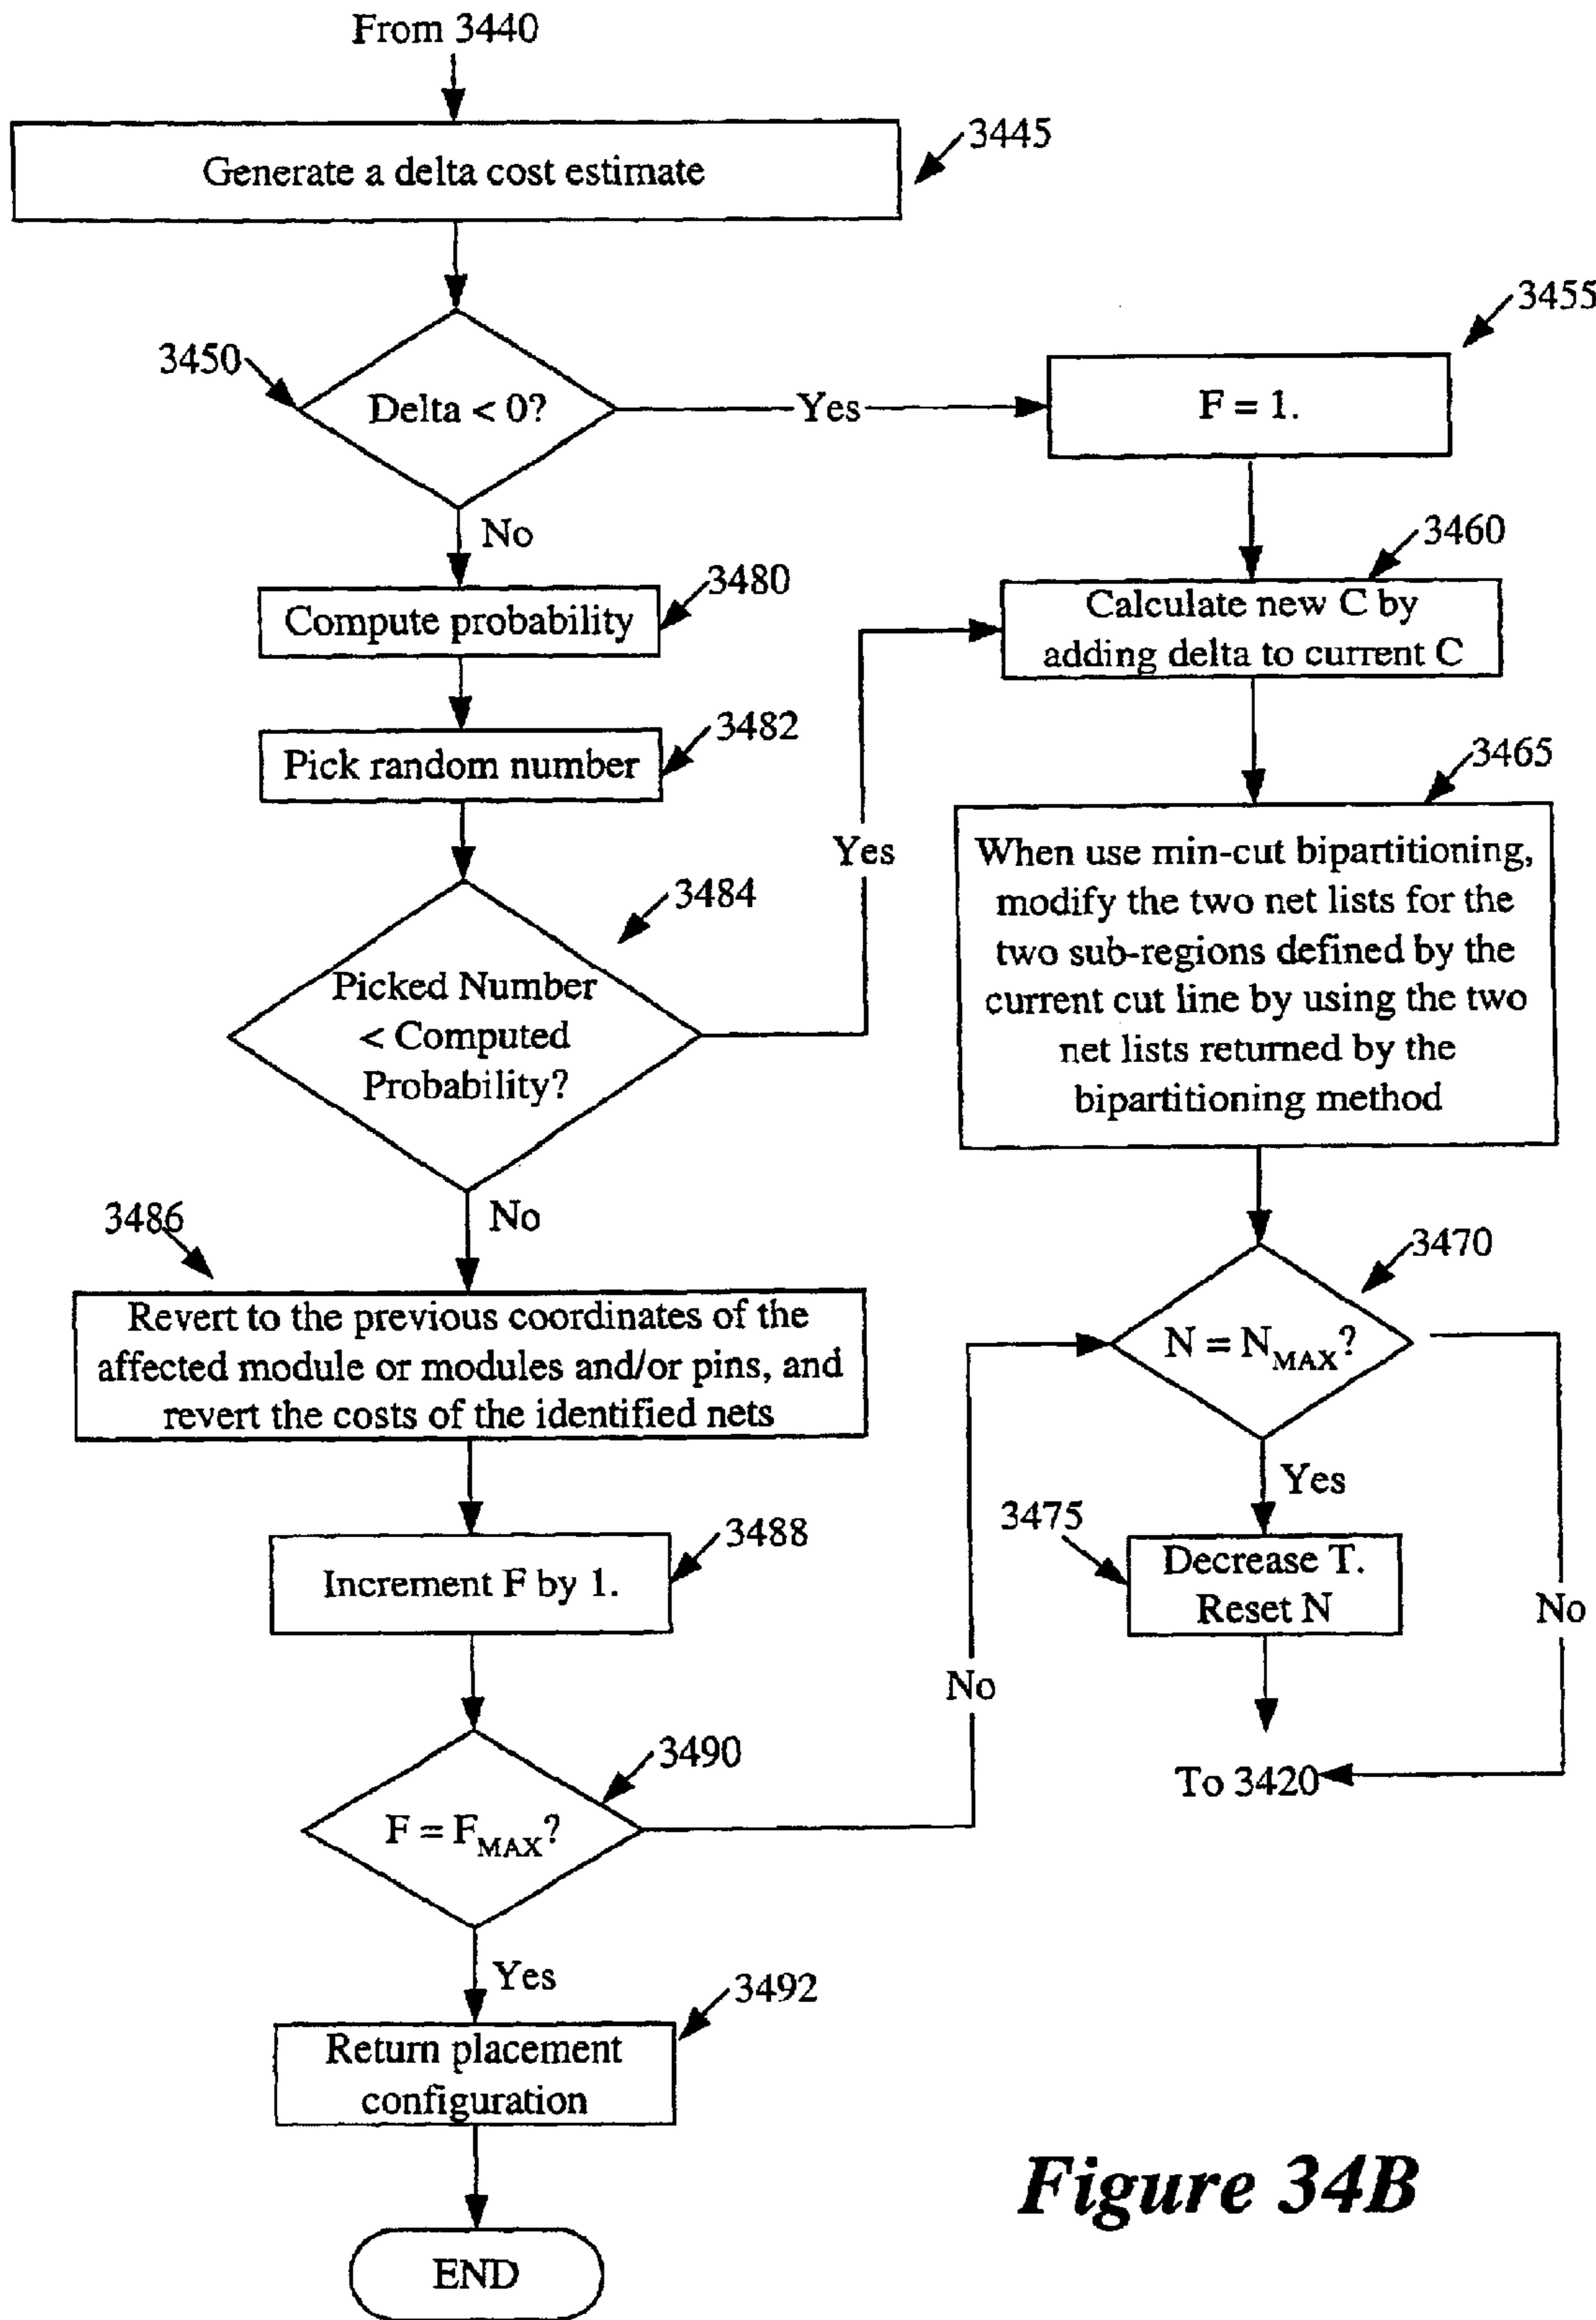 From 3440
3445
Generate a delta cost estimate
3450
Delta < 0?
Yes
3455
F = 1.
No
3460
Calculate new C by
adding delta to current C
3480
Compute probability
3482
Pick random number
3465
When use min-cut bipartitioning,
modify the two net lists for the
two sub-regions defined by the
current cut line by using the two
net lists returned by the
bipartitioning method
Yes
3484
Picked Number
< Computed
Probability?
No
3486
Revert to the previous coordinates of the
affected module or modules and/or pins, and
revert the costs of the identified nets
3470
N = NMAX?
Yes
3475
Decrease T.
Reset N
No
To 3420
3488
Increment F by 1.
No
3490
F = FMAX?
Yes
3492
Return placement
configuration
END
Figure 34B